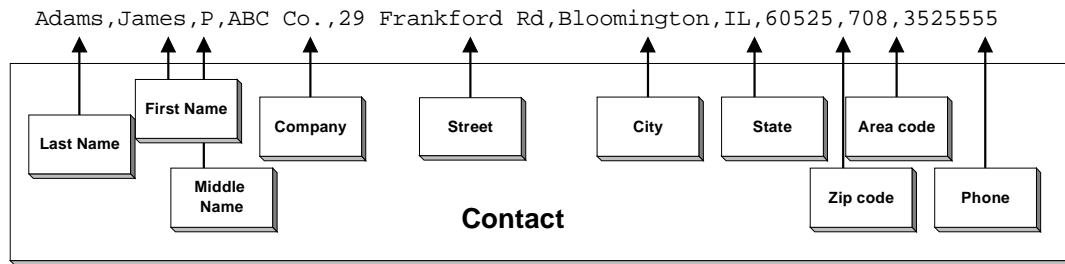 Adams,James,P,ABC Co.,29 Frankford Rd,Bloomington,IL,60525,708,3525555
Last Name
First Name
Middle
Name
Company
Street
City
State
Zip code
Area code
Phone
Contact